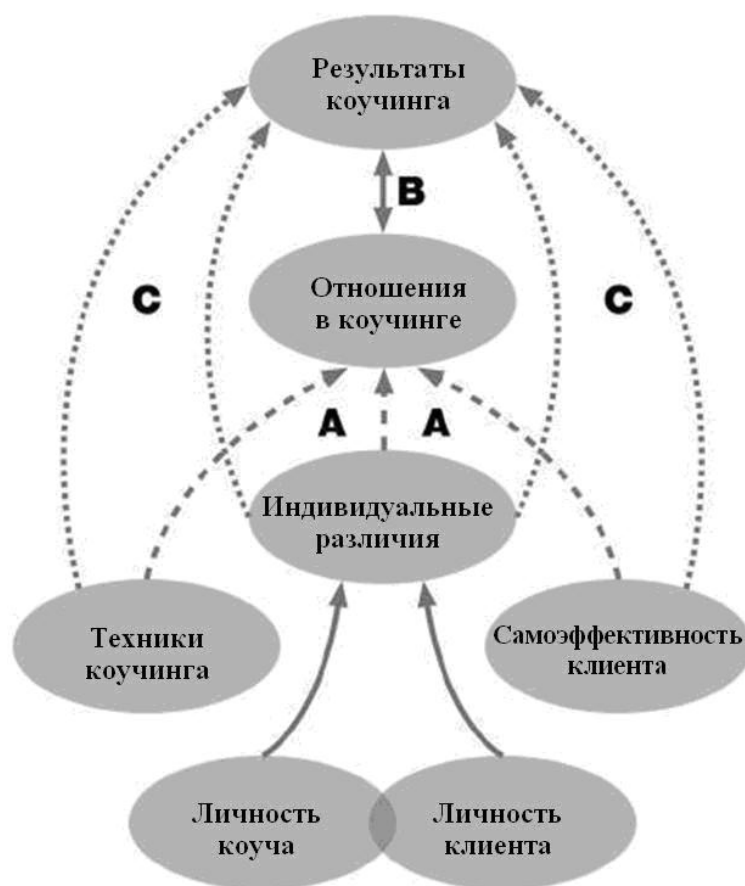 Результаты
коучинга
B
Отношения
в коучинге
C
C
A
A
Индивидуальные
различия
Техники
коучинга
Самоэффективность
клиента
Личность
коуча
Личность
клиента